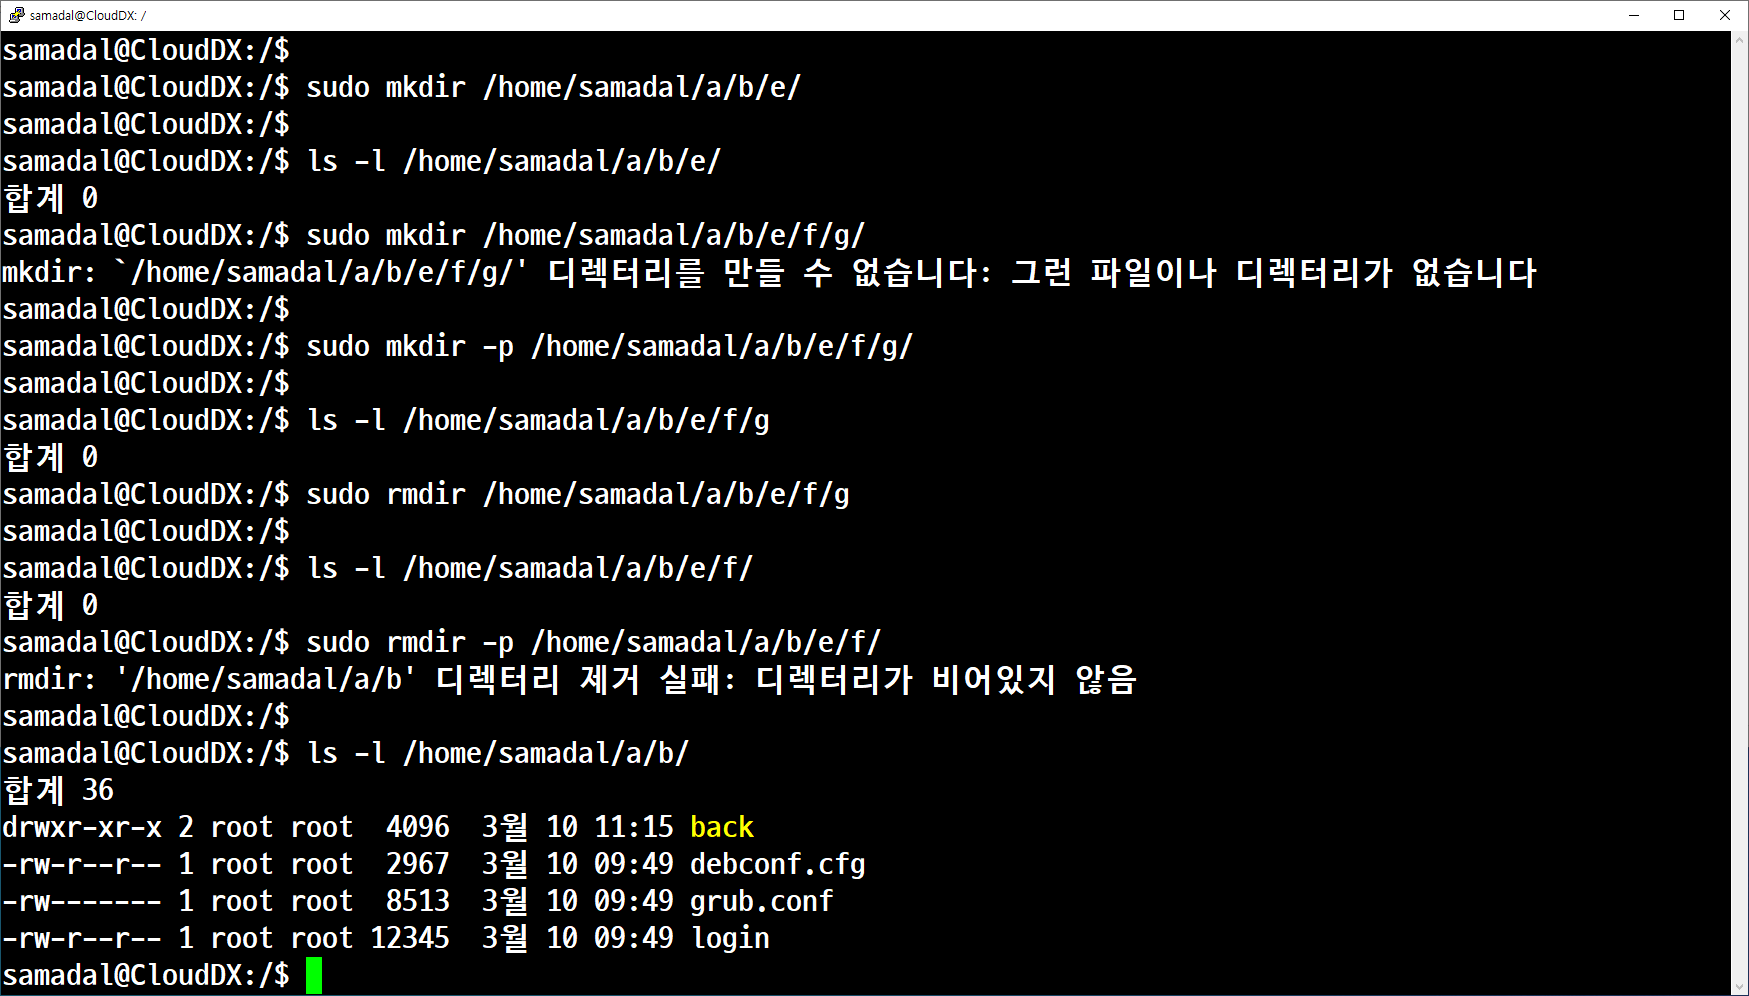 samadal@CloudDX: /
samadal@CloudDX:/$
samadal@CloudDX:/$ sudo mkdir /home/samadal/a/b/e/
samadal@CloudDX:/$
samadal@CloudDX:/$ ls -l /home/samadal/a/b/e/
합계 0
samadal@CloudDX:/$ sudo mkdir /home/samadal/a/b/e/f/g/
mkdir: `/home/samadal/a/b/e/f/g/' 디렉터리를 만들 수 없습니다: 그런 파일이나 디렉터리가 없습니다
samadal@CloudDX:/$
samadal@CloudDX:/$ sudo mkdir -p /home/samadal/a/b/e/f/g/
samadal@CloudDX:/$
samadal@CloudDX:/$ ls -l /home/samadal/a/b/e/f/g
합계 0
samadal@CloudDX:/$ sudo rmdir /home/samadal/a/b/e/f/g
samadal@CloudDX:/$
samadal@CloudDX:/$ ls -l /home/samadal/a/b/e/f/
합계 0
samadal@CloudDX:/$ sudo rmdir -p /home/samadal/a/b/e/f/
rmdir: '/home/samadal/a/b' 디렉터리 제거 실패: 디렉터리가 비어있지 않음
samadal@CloudDX:/$
samadal@CloudDX:/$ ls -l /home/samadal/a/b/
합계 36
drwxr-xr-x 2 root root  4096  3월 10 11:15 back
-rw-r--r-- 1 root root  2967  3월 10 09:49 debconf.cfg
-rw------- 1 root root  8513  3월 10 09:49 grub.conf
-rw-r--r-- 1 root root 12345  3월 10 09:49 login
samadal@CloudDX:/$